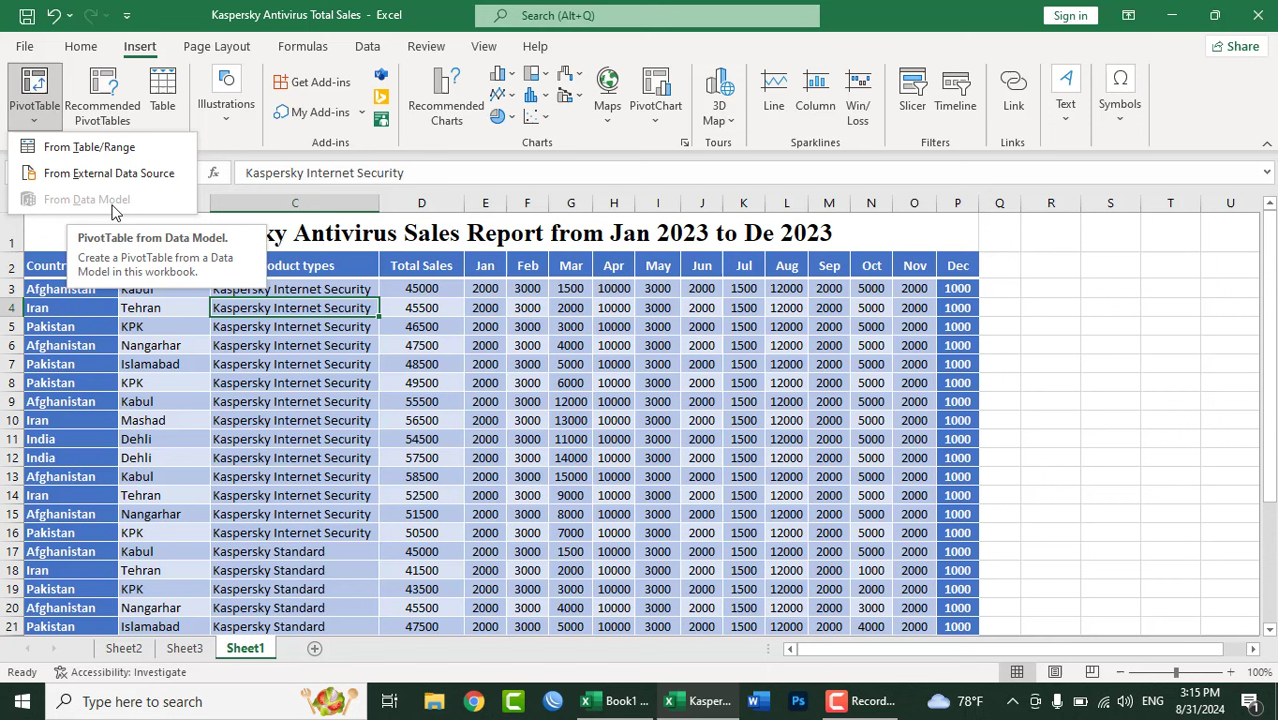 Kaspersky Antivirus Total Sales - Excel
Search (Alt+Q)
Sign in
File Home Insert Page Layout Formulas Data Review View Help
Share
PivotTable
Recommended PivotTables
Table
Illustrations
Get Add-ins
My Add-ins
Add-ins
Recommended Charts
Maps
PivotChart
Charts
3D Map
Tours
Line
Column
Win/ Loss
Sparklines
Slicer
Timeline
Filters
Link
Links
Text
Symbols
From Table/Range
From External Data Source
From Data Model
fx Kaspersky Internet Security
PivotTable from Data Model.
Create a PivotTable from a Data
Model in this workbook.
C D E F G H I J K L M N O P Q R S T U
1 ky Antivirus Sales Report from Jan 2023 to De 2023
2 Countr oduct types Total Sales Jan Feb Mar Apr May Jun Jul Aug Sep Oct Nov Dec
3 Afghanistan Kabul Kaspersky Internet Security 45000 2000 3000 1500 10000 3000 2000 1500 12000 2000 5000 2000 1000
4 Iran Tehran Kaspersky Internet Security 45500 2000 3000 2000 10000 3000 2000 1500 12000 2000 5000 2000 1000
5 Pakistan KPK Kaspersky Internet Security 46500 2000 3000 3000 10000 3000 2000 1500 12000 2000 5000 2000 1000
6 Afghanistan Nangarhar Kaspersky Internet Security 47500 2000 3000 4000 10000 3000 2000 1500 12000 2000 5000 2000 1000
7 Pakistan Islamabad Kaspersky Internet Security 48500 2000 3000 5000 10000 3000 2000 1500 12000 2000 5000 2000 1000
8 Pakistan KPK Kaspersky Internet Security 49500 2000 3000 6000 10000 3000 2000 1500 12000 2000 5000 2000 1000
9 Afghanistan Kabul Kaspersky Internet Security 55500 2000 3000 12000 10000 3000 2000 1500 12000 2000 5000 2000 1000
10 Iran Mashad Kaspersky Internet Security 56500 2000 3000 13000 10000 3000 2000 1500 12000 2000 5000 2000 1000
11 India Dehli Kaspersky Internet Security 54500 2000 3000 11000 10000 3000 2000 1500 12000 2000 5000 2000 1000
12 India Dehli Kaspersky Internet Security 57500 2000 3000 14000 10000 3000 2000 1500 12000 2000 5000 2000 1000
13 Afghanistan Kabul Kaspersky Internet Security 58500 2000 3000 15000 10000 3000 2000 1500 12000 2000 5000 2000 1000
14 Iran Tehran Kaspersky Internet Security 52500 2000 3000 9000 10000 3000 2000 1500 12000 2000 5000 2000 1000
15 Afghanistan Nangarhar Kaspersky Internet Security 51500 2000 3000 8000 10000 3000 2000 1500 12000 2000 5000 2000 1000
16 Pakistan KPK Kaspersky Internet Security 50500 2000 3000 7000 10000 3000 2000 1500 12000 2000 5000 2000 1000
17 Afghanistan Kabul Kaspersky Standard 45000 2000 3000 1500 10000 3000 2000 1500 12000 2000 5000 2000 1000
18 Iran Tehran Kaspersky Standard 41500 2000 3000 2000 10000 3000 2000 1500 12000 2000 1000 2000 1000
19 Pakistan KPK Kaspersky Standard 43500 2000 3000 3000 10000 3000 2000 1500 12000 2000 2000 2000 1000
20 Afghanistan Nangarhar Kaspersky Standard 45500 2000 3000 4000 10000 3000 2000 1500 12000 2000 3000 2000 1000
21 Pakistan Islamabad Kaspersky Standard 47500 2000 3000 5000 10000 3000 2000 1500 12000 2000 4000 2000 1000
Sheet2 Sheet3 Sheet1
Ready Accessibility: Investigate 100%
Type here to search
Book1 ...
Kasper...
Record...
78°F
ENG
3:15 PM
8/31/2024
1